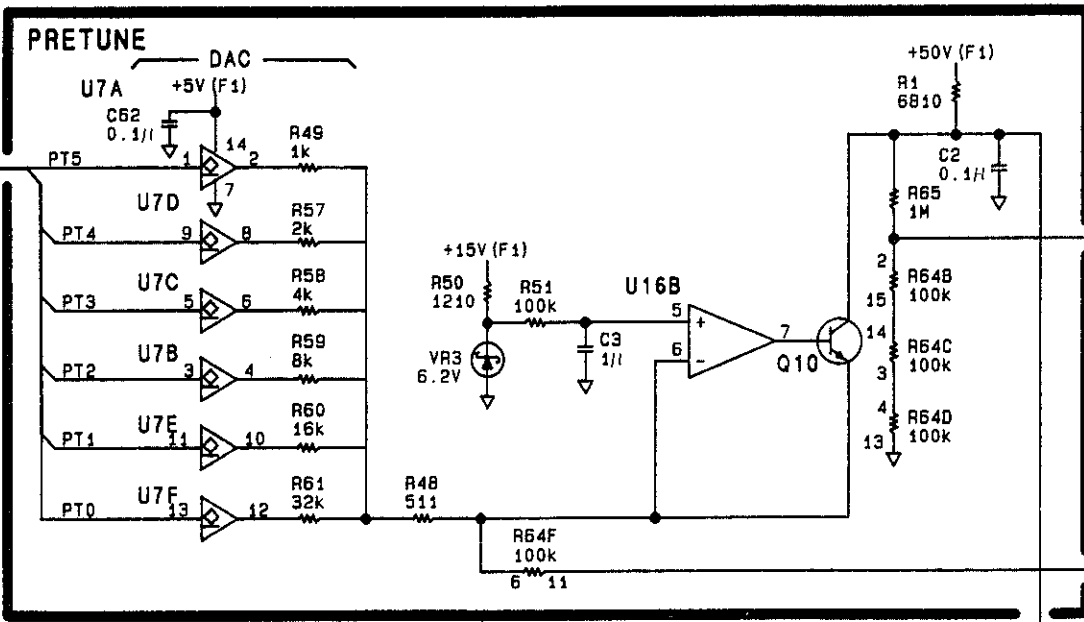 PRETUNE
DAC
U7A
+5V (F1)
C62
0.1µ
14
R49
1k
PT5
1
2
7
U7D
R57
2k
PT4
9
8
U7C
R58
4k
PT3
5
6
U7B
R59
8k
PT2
3
4
U7E
R60
16k
PT1
11
10
U7F
R61
32k
PT0
13
12
R48
511
R64F
100k
6
11
+15V (F1)
R50
1210
R51
100k
VR3
6.2V
C3
1µ
U16B
5
+
6
-
7
Q10
+50V (F1)
R1
6810
C2
0.1µ
R65
1M
2
R64B
100k
15
14
R64C
100k
3
4
R64D
100k
13